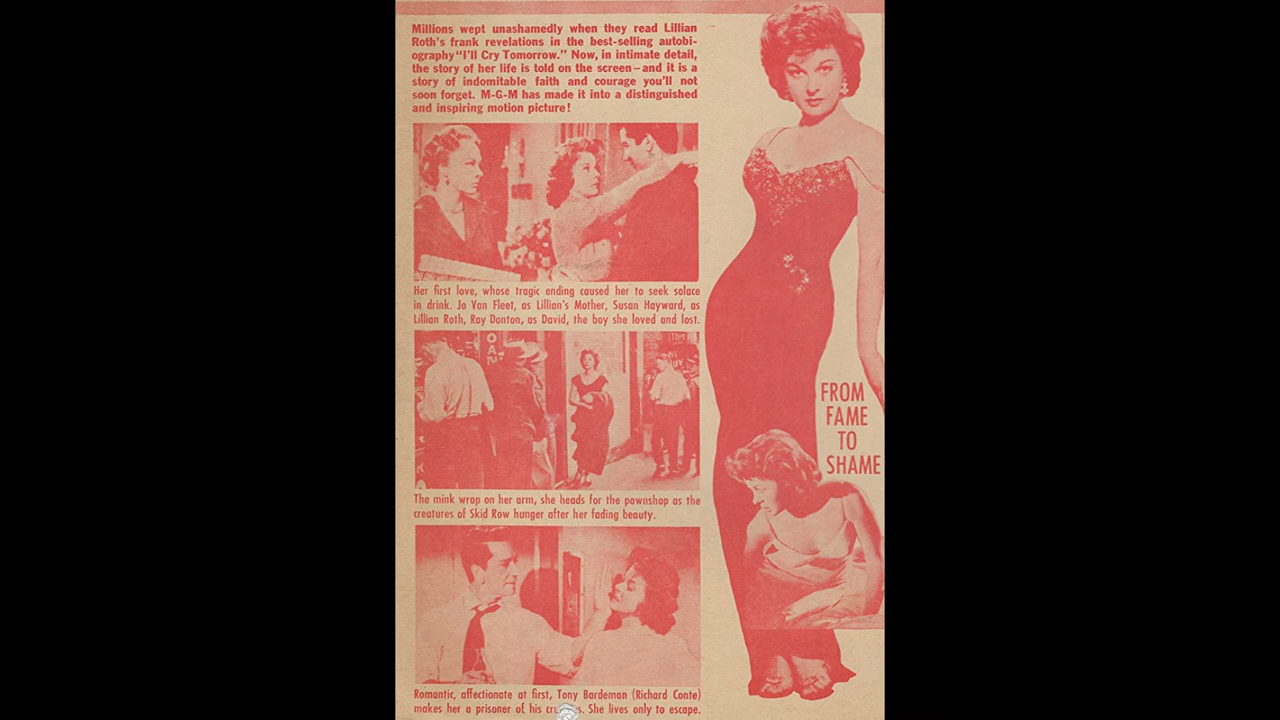 Millions wept unashamedly when they read Lillian
Roth's frank revelations in the best-selling autobi-
ography "I'll Cry Tomorrow." Now, in intimate detail,
the story of her life is told on the screen—and it is a
story of indomitable faith and courage you'll not
soon forget. M-G-M has made it into a distinguished
and inspiring motion picture!
Her first love, whose tragic ending caused her to seek solace
in drink. Jo Van Fleet, as Lillian's Mother, Susan Hayward, as
Lillian Roth, Ray Danton, as David, the boy she loved and lost.
OAN
The mink wrap on her arm, she heads for the pawnshop as the
creatures of Skid Row hunger after her fading beauty.
Romantic, affectionate at first, Tony Bardeman (Richard Conte)
makes her a prisoner of his. She lives only to escape.
FROM
FAME
TO
SHAME